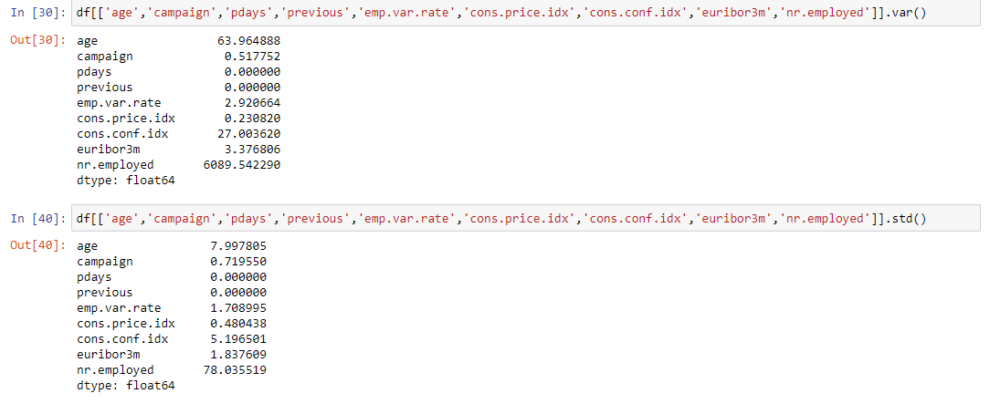 In [30]: df[['age','campaign','pdays','previous','emp.var.rate','cons.price.idx','cons.conf.idx','euribor3m','nr.employed']].var()
Out[30]: age 63.964888
campaign 0.517752
pdays 0.000000
previous 0.000000
emp.var.rate 2.920664
cons.price.idx 0.230820
cons.conf.idx 27.003620
euribor3m 3.376806
nr.employed 6089.542290
dtype: float64
In [40]: df[['age','campaign','pdays','previous','emp.var.rate','cons.price.idx','cons.conf.idx','euribor3m','nr.employed']].std()
Out[40]: age 7.997805
campaign 0.719550
pdays 0.000000
previous 0.000000
emp.var.rate 1.708995
cons.price.idx 0.480438
cons.conf.idx 5.196501
euribor3m 1.837609
nr.employed 78.035519
dtype: float64